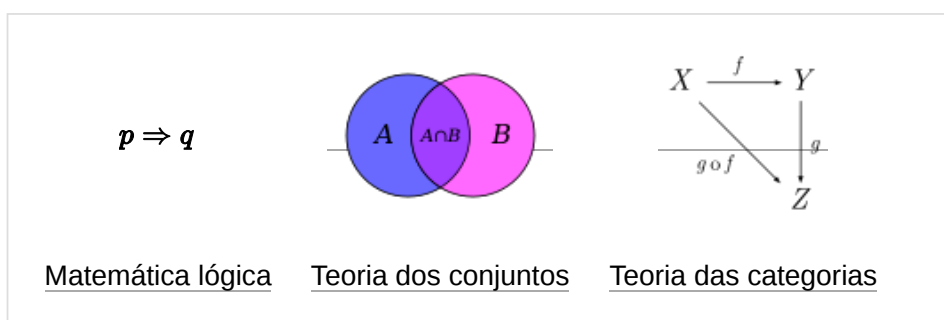 p ⇒ q
A A∩B B
X f Y
g
g o f
Z
Matemática lógica Teoria dos conjuntos Teoria das categorias